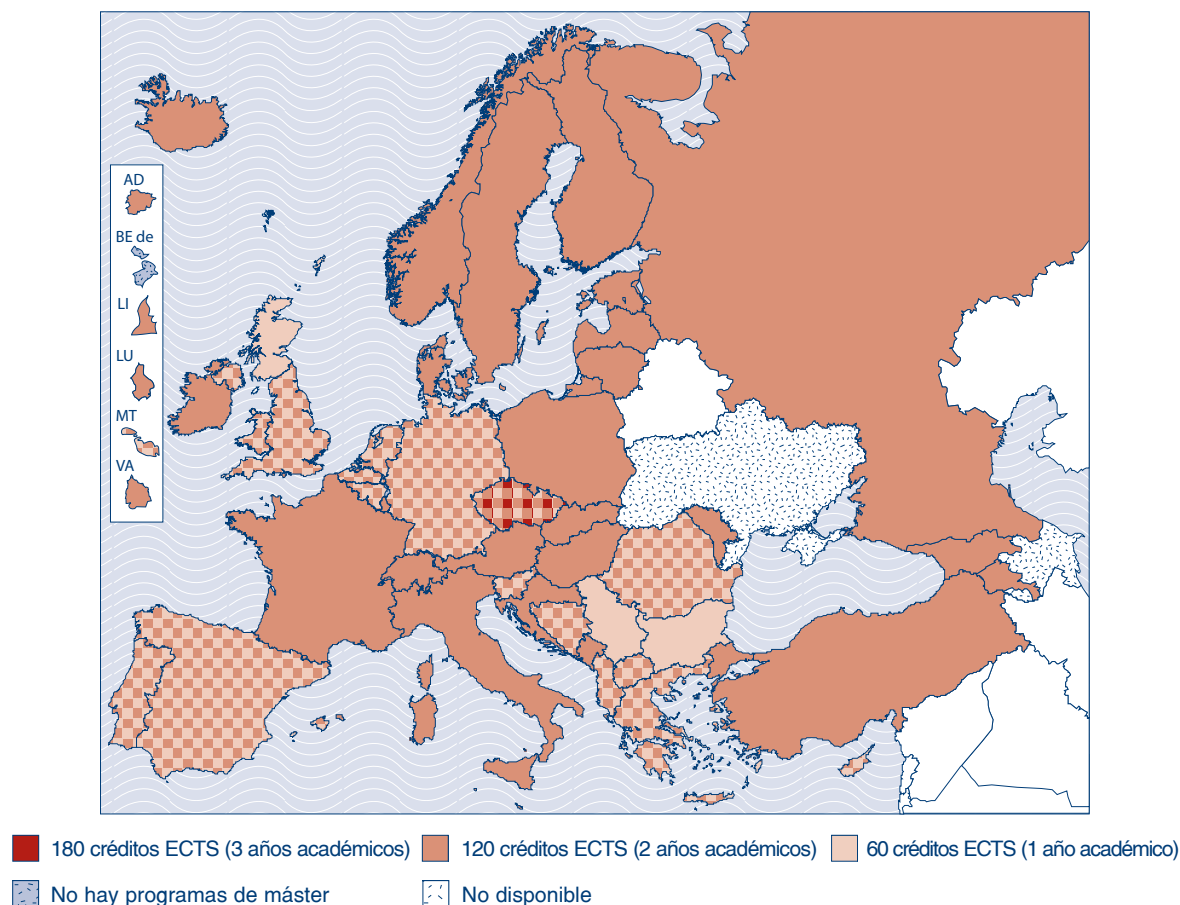 AD
BE de
LI
LU
MT
VA
180 créditos ECTS (3 años académicos) 120 créditos ECTS (2 años académicos) 60 créditos ECTS (1 año académico)
No hay programas de máster No disponible